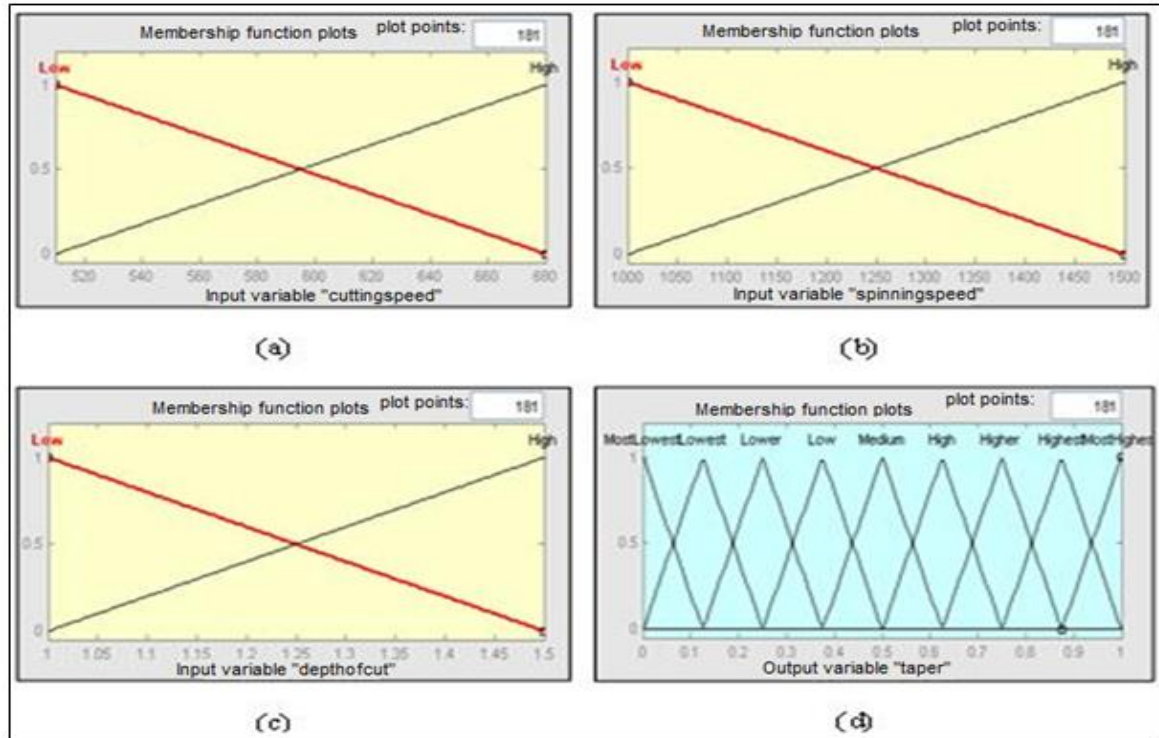 Membership function plots plot points: 181
Low High
1
0.5
0
520 540 560 580 600 620 640 660 680
Input variable "cuttingspeed"
(a)
Membership function plots plot points: 181
Low High
1
0.5
0
1000 1050 1100 1150 1200 1250 1300 1350 1400 1450 1500
Input variable "spinningspeed"
(b)
Membership function plots plot points: 181
Low High
1
0.5
0
1 1.05 1.1 1.15 1.2 1.25 1.3 1.35 1.4 1.45 1.5
Input variable "depthofcut"
(c)
Membership function plots plot points: 181
MostLowest Lowest Lower Low Medium High Higher Highest MostHighest
1
0.5
0
0 0.1 0.2 0.3 0.4 0.5 0.6 0.7 0.8 0.9 1
Output variable "taper"
(d)